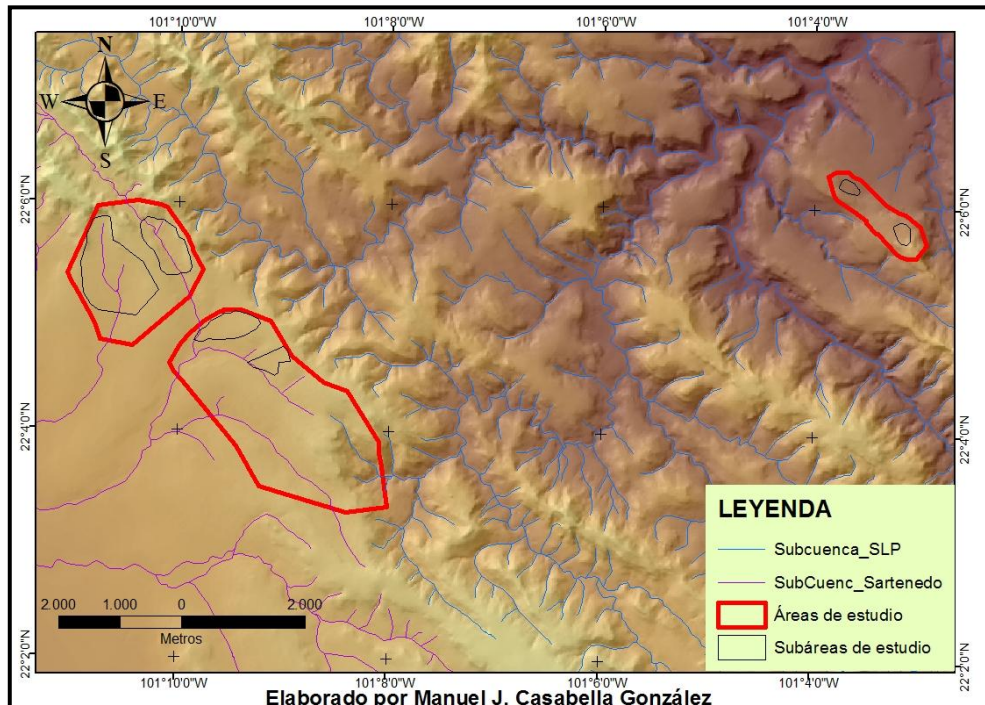 101°10'0"W 101°8'0"W 101°6'0"W 101°4'0"W
N
W E
S
22°6'0"N 22°6'0"N
22°4'0"N 22°4'0"N
LEYENDA
Subcuenca_SLP
SubCuenc_Sartenedo
Áreas de estudio
Subáreas de estudio
2.000 1.000 0 2.000
Metros
22°2'0"N 22°2'0"N
101°10'0"W 101°8'0"W 101°6'0"W 101°4'0"W
Elaborado por Manuel J. Casabella González